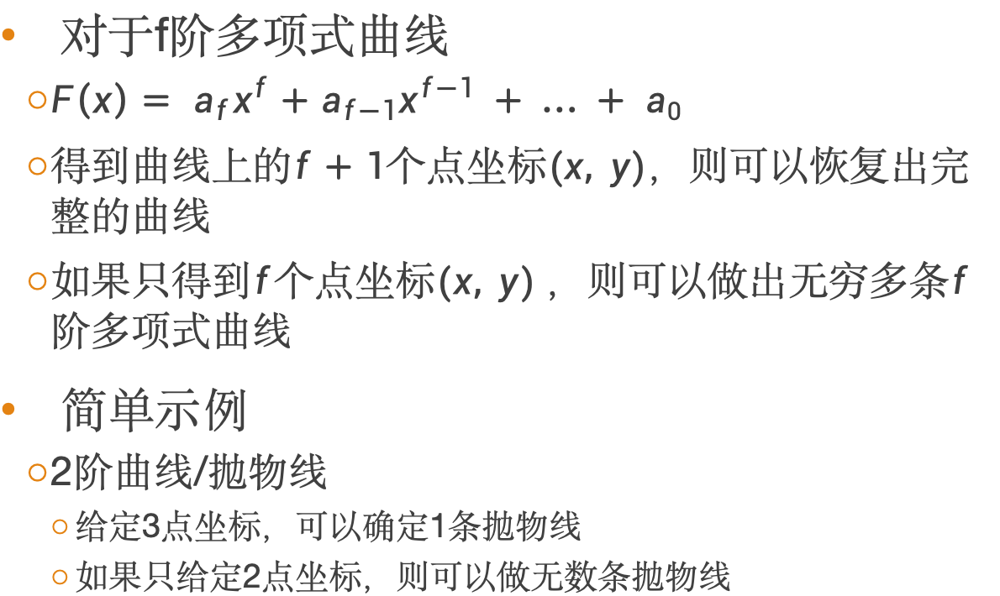 • 对于f阶多项式曲线
○F(x) = a_f x^f + a_{f−1}x^{f−1} + ... + a_0
○得到曲线上的f + 1个点坐标(x, y)，则可以恢复出完
整的曲线
○如果只得到f个点坐标(x, y)，则可以做出无穷多条f
阶多项式曲线
• 简单示例
○2阶曲线/抛物线
○给定3点坐标，可以确定1条抛物线
○如果只给定2点坐标，则可以做无数条抛物线